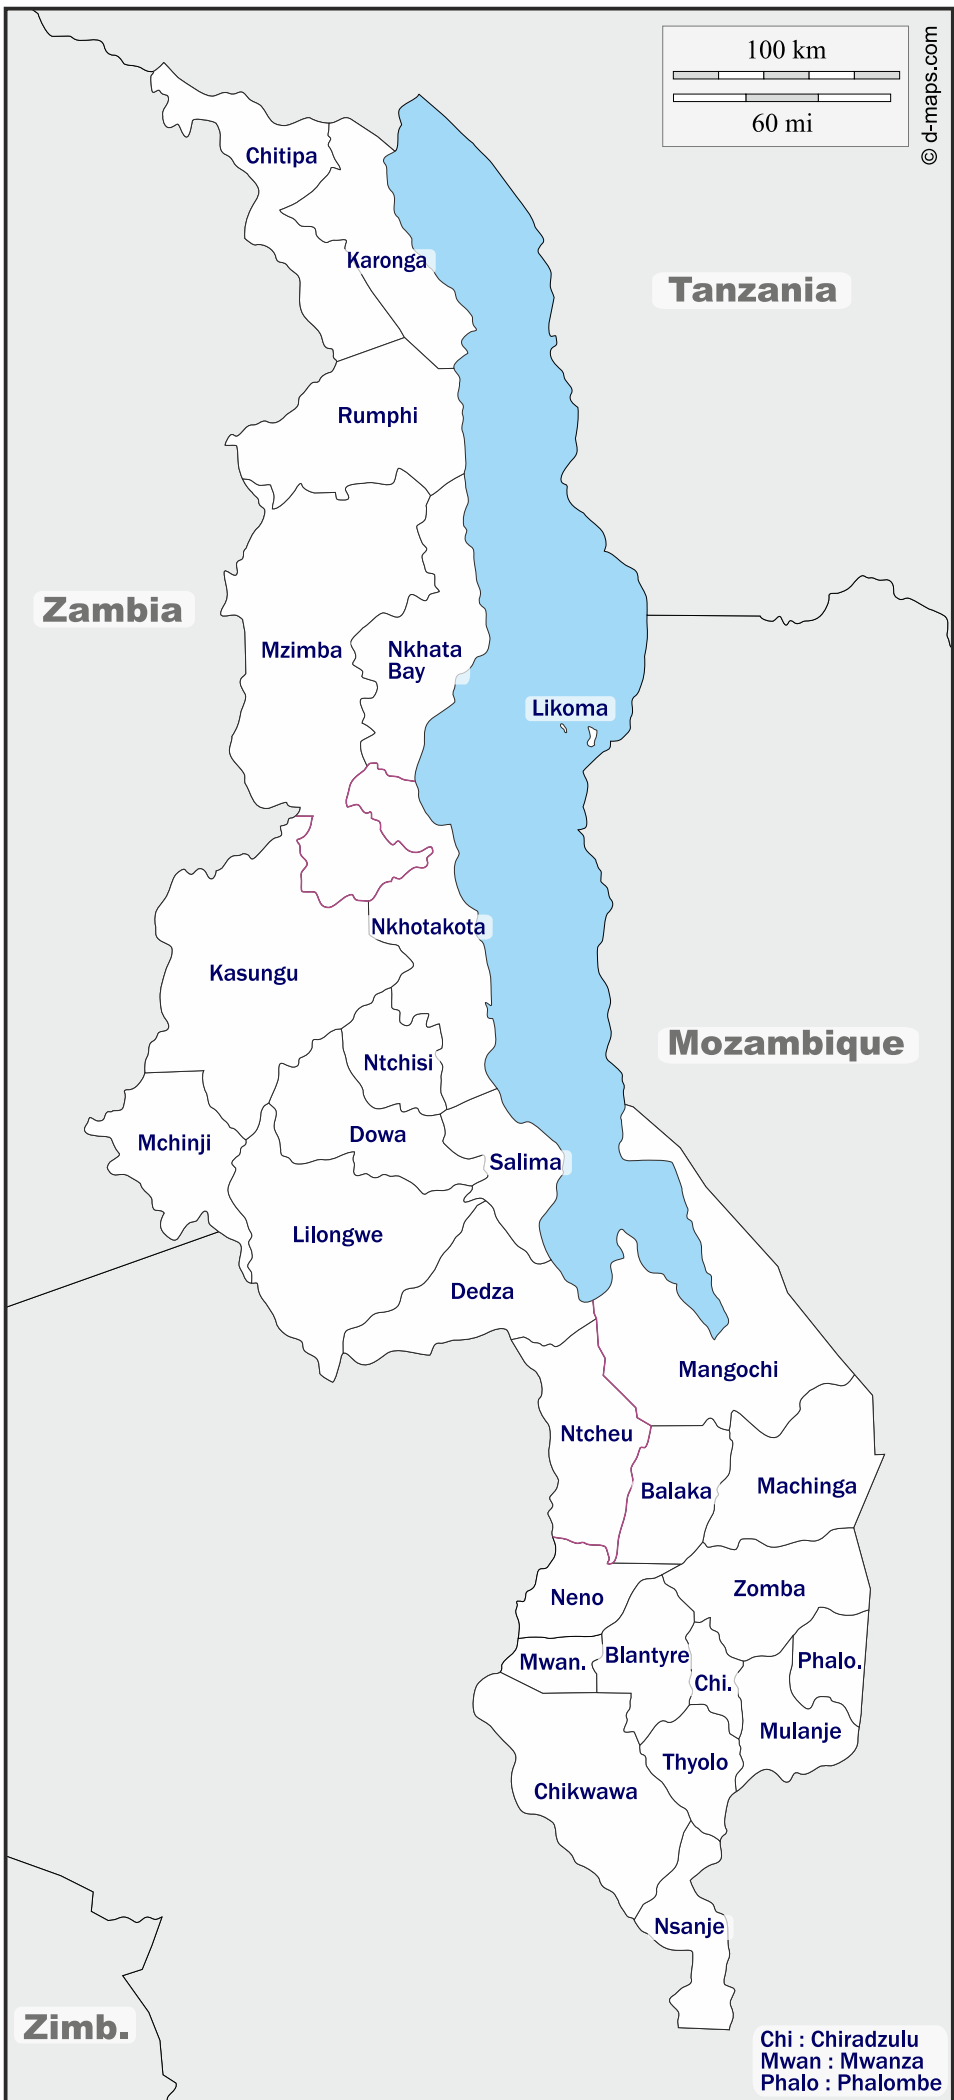 100 km
60 mi
© d-maps.com
Chitipa
Karonga
Tanzania
Rumphi
Zambia
Mzimba
Nkhata
Bay
Likoma
Nkhotakota
Kasungu
Mozambique
Ntchisi
Dowa
Mchinji
Salima
Lilongwe
Dedza
Mangochi
Ntcheu
Balaka
Machinga
Zomba
Neno
Blantyre
Phalo.
Mwan.
Chi.
Mulanje
Thyolo
Chikwawa
Nsanje
Zimb.
Chi : Chiradzulu
Mwan : Mwanza
Phalo : Phalombe